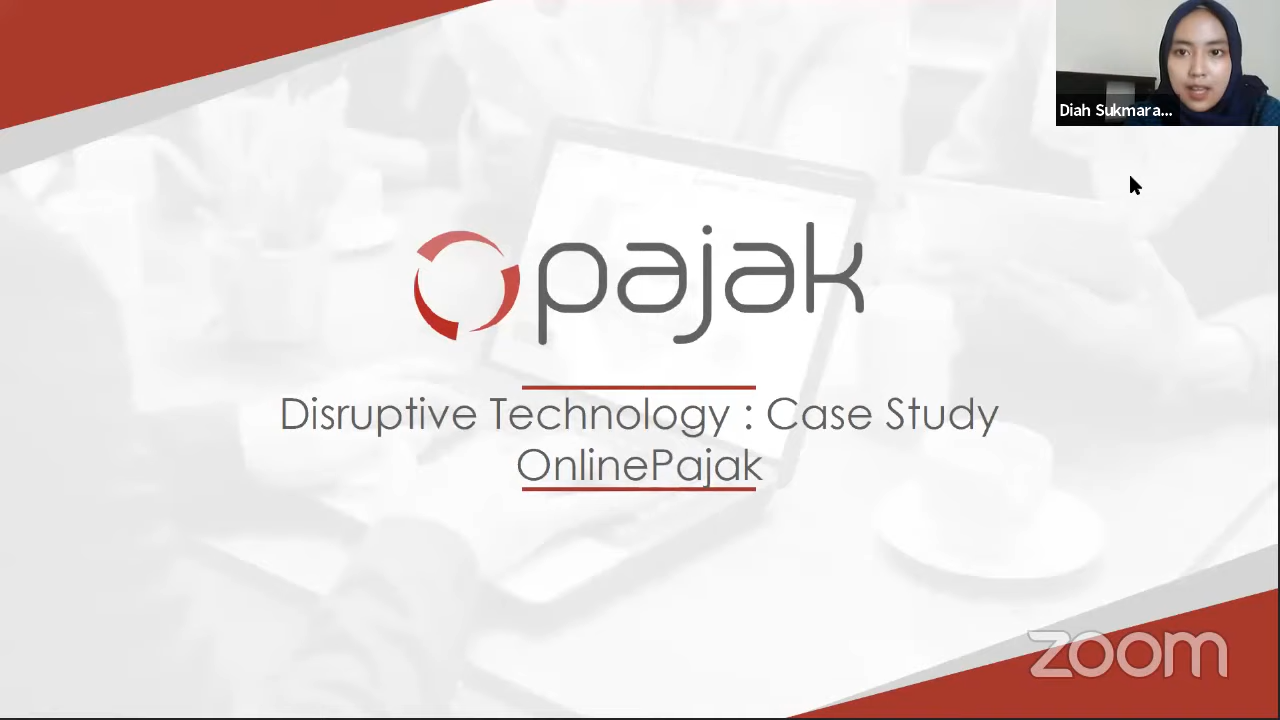 Diah Sukmara...
pajak
Disruptive Technology : Case Study
OnlinePajak
zoom